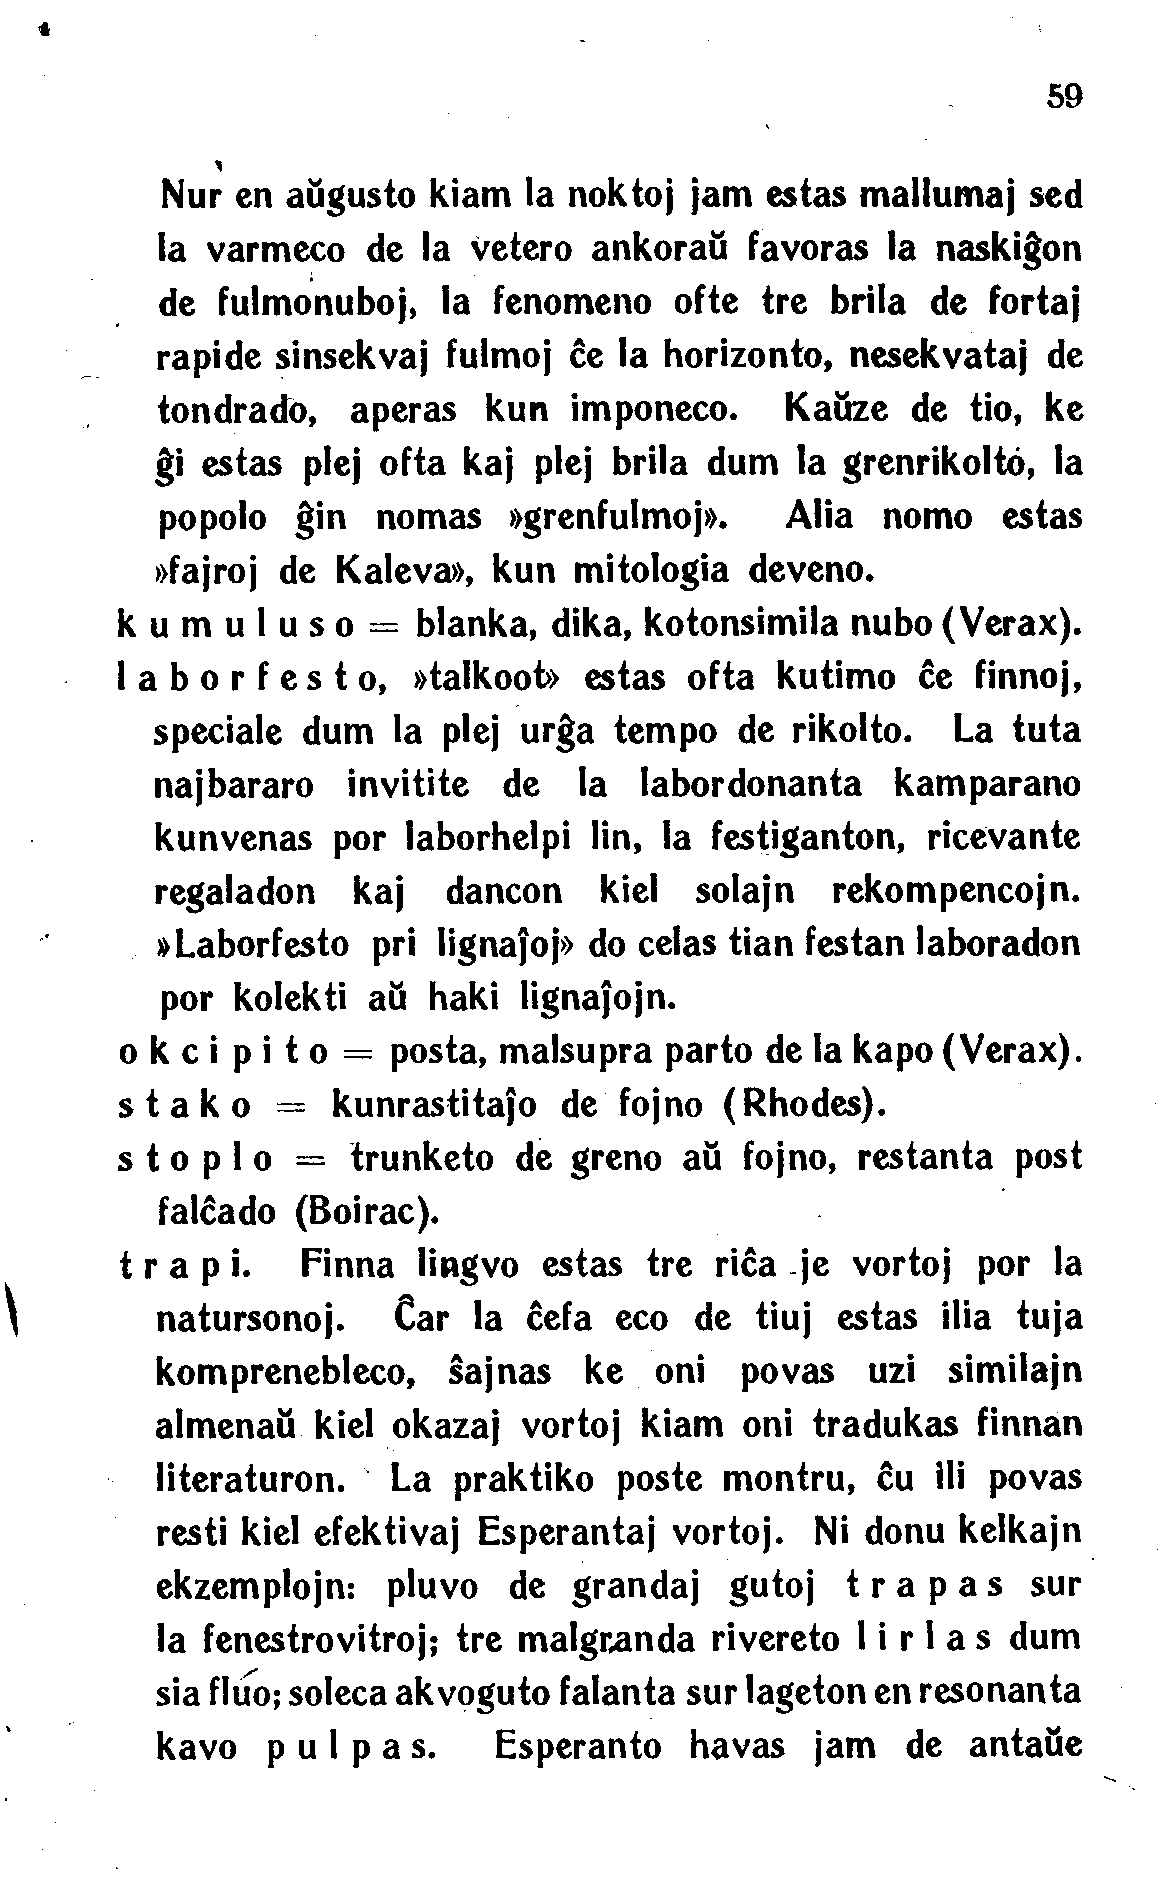 59
Nur en aŭgusto kiam la noktoj jam estas mallumaj sed
la varmeco de la vetero ankoraŭ favoras la naskiĝon
de fulmonuboj, la fenomeno ofte tre brila de fortaj
rapide sinsekvaj fulmoj ĉe la horizonto, nesekvataj de
tondrado, aperas kun imponeco. Kaŭze de tio, ke
ĝi estas plej ofta kaj plej brila dum la grenrikolto, la
popolo ĝin nomas »grenfulmoj». Alia nomo estas
»fajroj de Kaleva», kun mitologia deveno.
k u m u l u s o = blanka, dika, kotonsimila nubo (Verax).
l a b o r f e s t o, »talkoot» estas ofta kutimo ĉe finnoj,
speciale dum la plej urĝa tempo de rikolto. La tuta
najbararo invitite de la labordonanta kamparano
kunvenas por laborhelpi lin, la festiganton, ricevante
regaladon kaj dancon kiel solajn rekompencojn.
»Laborfesto pri lignaĵoj» do celas tian festan laboradon
por kolekti aŭ haki lignaĵojn.
o k c i p i t o = posta, malsupra parto de la kapo (Verax).
s t a k o = kunrastitaĵo de fojno (Rhodes).
s t o p l o = trunketo de greno aŭ fojno, restanta post
falĉado (Boirac).
t r a p i. Finna lingvo estas tre riĉa je vortoj por la
natursonoj. Ĉar la ĉefa eco de tiuj estas ilia tuja
komprenebleco, ŝajnas ke oni povas uzi similajn
almenaŭ kiel okazaj vortoj kiam oni tradukas finnan
literaturon. La praktiko poste montru, ĉu ili povas
resti kiel efektivaj Esperantaj vortoj. Ni donu kelkajn
ekzemplojn: pluvo de grandaj gutoj t r a p a s sur
la fenestrovitroj; tre malgranda rivereto l i r l a s dum
sia fluo; soleca akvoguto falanta sur lageton en resonanta
kavo p u l p a s. Esperanto havas jam de antaŭe